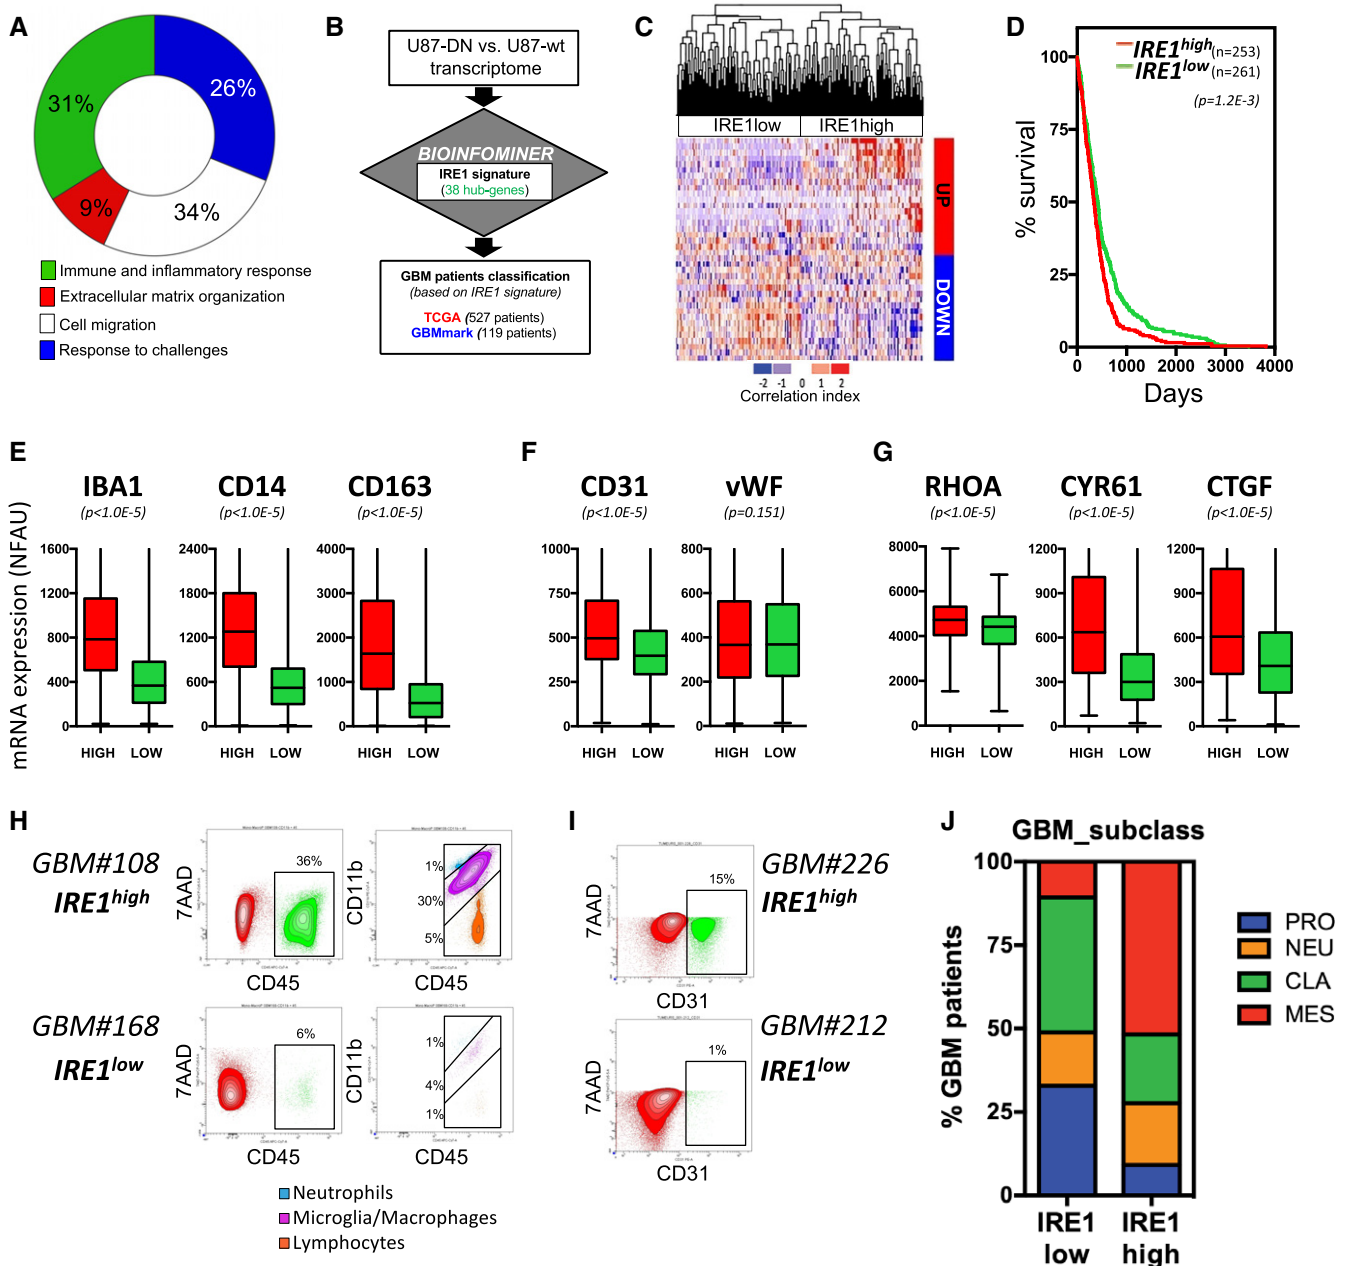 A
31%
26%
9%
34%
Immune and inflammatory response
Extracellular matrix organization
Cell migration
Response to challenges
B
U87-DN vs. U87-wt
transcriptome
BIOINFOMINER
IRE1 signature
(38 hub-genes)
GBM patients classification
(based on IRE1 signature)
TCGA (527 patients)
GBMmark (119 patients)
C
IRE1low
IRE1high
UP
DOWN
-2 -1 0 1 2
Correlation index
D
IRE1high(n=253)
IRE1low(n=261)
(p=1.2E-3)
% survival
100
75
50
25
0
0 1000 2000 3000 4000
Days
E
mRNA expression (NFAU)
IBA1
(p<1.0E-5)
1600
1200
800
400
0
HIGH LOW
CD14
(p<1.0E-5)
2400
1800
1200
600
0
HIGH LOW
CD163
(p<1.0E-5)
4000
3000
2000
1000
0
HIGH LOW
F
CD31
(p<1.0E-5)
1000
750
500
250
0
HIGH LOW
vWF
(p=0.151)
800
600
400
200
0
HIGH LOW
G
RHOA
(p<1.0E-5)
8000
6000
4000
2000
0
HIGH LOW
CYR61
(p<1.0E-5)
1200
900
600
300
0
HIGH LOW
CTGF
(p<1.0E-5)
1200
900
600
300
0
HIGH LOW
H
GBM#108
IRE1high
7AAD
36%
CD45
CD11b
1%
30%
5%
CD45
GBM#168
IRE1low
7AAD
6%
CD45
CD11b
1%
4%
1%
CD45
Neutrophils
Microglia/Macrophages
Lymphocytes
I
7AAD
15%
CD31
GBM#226
IRE1high
7AAD
1%
CD31
GBM#212
IRE1low
J
GBM_subclass
% GBM patients
100
75
50
25
0
IRE1
low
IRE1
high
PRO
NEU
CLA
MES